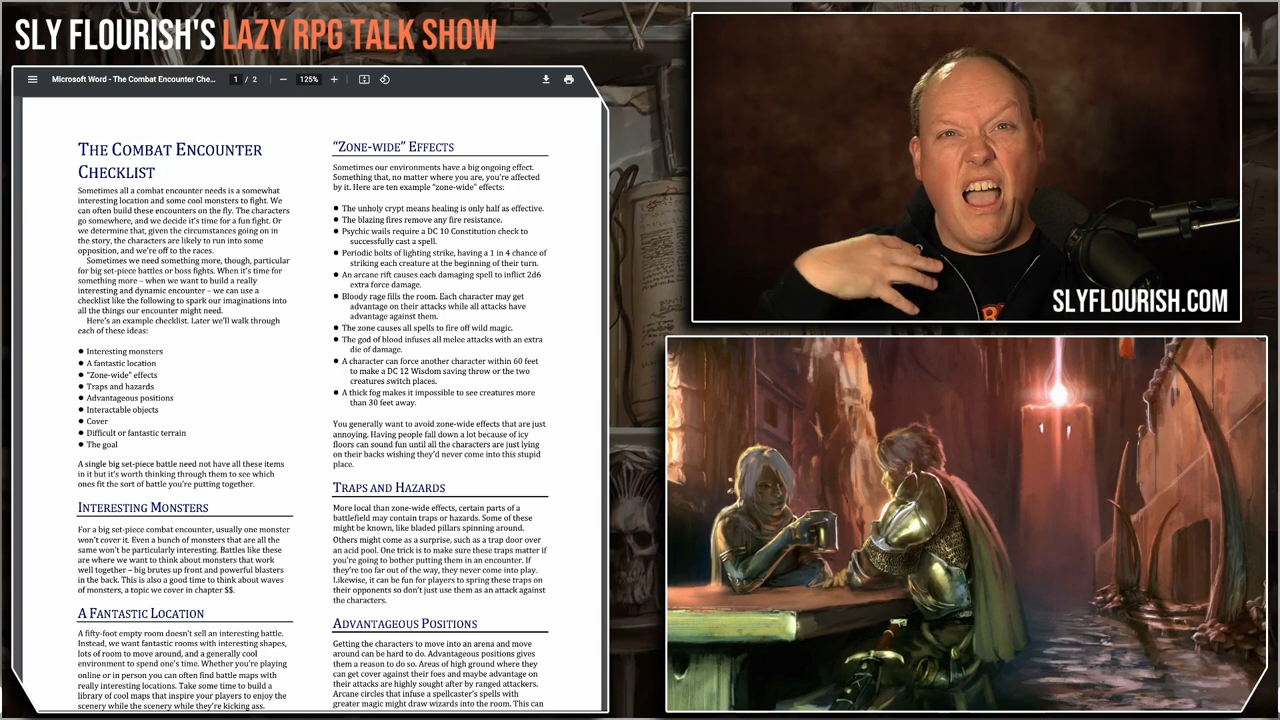 SLY FLOURISH'S LAZY RPG TALK SHOW
Microsoft Word - The Combat Encounter Che...
1 / 2
125%
THE COMBAT ENCOUNTER
CHECKLIST
Sometimes all a combat encounter needs is a somewhat
interesting location and some cool monsters to fight. We
can often build these encounters on the fly. The characters
go somewhere, and we decide it's time for a fun fight. Or
we determine that, given the circumstances going on in
the story, the characters are likely to run into some
opposition, and we're off to the races.
Sometimes we need something more, though, particular
for big set-piece battles or boss fights. When it's time for
something more – when we want to build a really
interesting and dynamic encounter – we can use a
checklist like the following to spark our imaginations into
all the things our encounter might need.
Here's an example checklist. Later we'll walk through
each of these ideas:
● Interesting monsters
● A fantastic location
● "Zone-wide" effects
● Traps and hazards
● Advantageous positions
● Interactable objects
● Cover
● Difficult or fantastic terrain
● The goal
A single big set-piece battle need not have all these items
in it but it's worth thinking through them to see which
ones fit the sort of battle you're putting together.
INTERESTING MONSTERS
For a big set-piece combat encounter, usually one monster
won't cover it. Even a bunch of monsters that are all the
same won't be particularly interesting. Battles like these
are where we want to think about monsters that work
well together – big brutes up front and powerful blasters
in the back. This is also a good time to think about waves
of monsters, a topic we cover in chapter $$.
A FANTASTIC LOCATION
A fifty-foot empty room doesn't sell an interesting battle.
Instead, we want fantastic rooms with interesting shapes,
lots of room to move around, and a generally cool
environment to spend one's time. Whether you're playing
online or in person you can often find battle maps with
really interesting locations. Take some time to build a
library of cool maps that inspire your players to enjoy the
scenery while the scenery while they're kicking ass.
"ZONE-WIDE" EFFECTS
Sometimes our environments have a big ongoing effect.
Something that, no matter where you are, you're affected
by it. Here are ten example "zone-wide" effects:
● The unholy crypt means healing is only half as effective.
● The blazing fires remove any fire resistance.
● Psychic wails require a DC 10 Constitution check to
successfully cast a spell.
● Periodic bolts of lighting strike, having a 1 in 4 chance of
striking each creature at the beginning of their turn.
● An arcane rift causes each damaging spell to inflict 2d6
extra force damage.
● Bloody rage fills the room. Each character may get
advantage on their attacks while all attacks have
advantage against them.
● The zone causes all spells to fire off wild magic.
● The god of blood infuses all melee attacks with an extra
die of damage.
● A character can force another character within 60 feet
to make a DC 12 Wisdom saving throw or the two
creatures switch places.
● A thick fog makes it impossible to see creatures more
than 30 feet away.
You generally want to avoid zone-wide effects that are just
annoying. Having people fall down a lot because of icy
floors can sound fun until all the characters are just lying
on their backs wishing they'd never come into this stupid
place.
TRAPS AND HAZARDS
More local than zone-wide effects, certain parts of a
battlefield may contain traps or hazards. Some of these
might be known, like bladed pillars spinning around.
Others might come as a surprise, such as a trap door over
an acid pool. One trick is to make sure these traps matter if
you're going to bother putting them in an encounter. If
they're too far out of the way, they never come into play.
Likewise, it can be fun for players to spring these traps on
their opponents so don't just use them as an attack against
the characters.
ADVANTAGEOUS POSITIONS
Getting the characters to move into an arena and move
around can be hard to do. Advantageous positions gives
them a reason to do so. Areas of high ground where they
can get cover against their foes and maybe advantage on
their attacks are highly sought after by ranged attackers.
Arcane circles that infuse a spellcaster's spells with
greater magic might draw wizards into the room. This can
SLYFLOURISH.COM